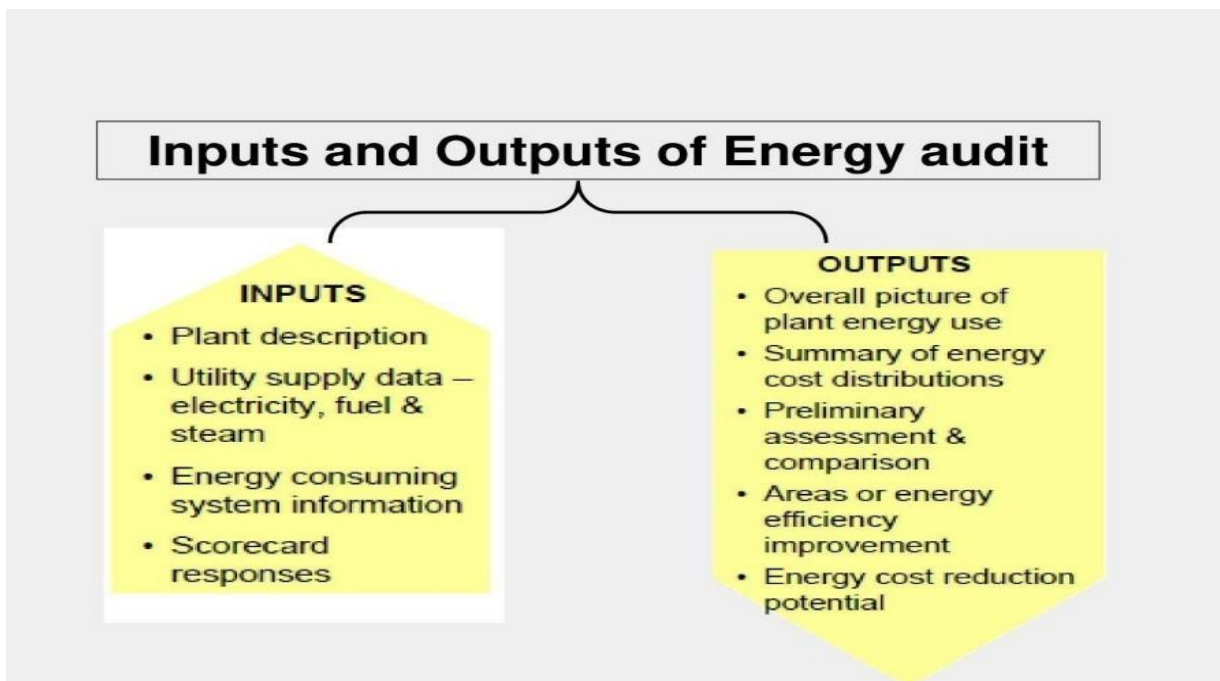 Inputs and Outputs of Energy audit
INPUTS
• Plant description
• Utility supply data –
electricity, fuel &
steam
• Energy consuming
system information
• Scorecard
responses
OUTPUTS
• Overall picture of
plant energy use
• Summary of energy
cost distributions
• Preliminary
assessment &
comparison
• Areas or energy
efficiency
improvement
• Energy cost reduction
potential